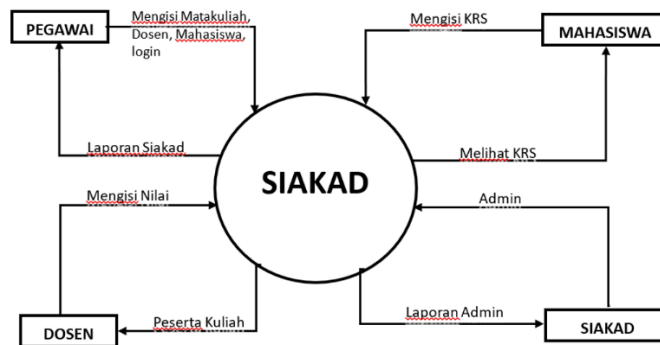 PEGAWAI
Mengisi Matakuliah,
Dosen, Mahasiswa,
login
Mengisi KRS
MAHASISWA
Laporan Siakad
Melihat KRS
SIAKAD
Mengisi Nilai
Admin
DOSEN
Peserta Kuliah
Laporan Admin
SIAKAD